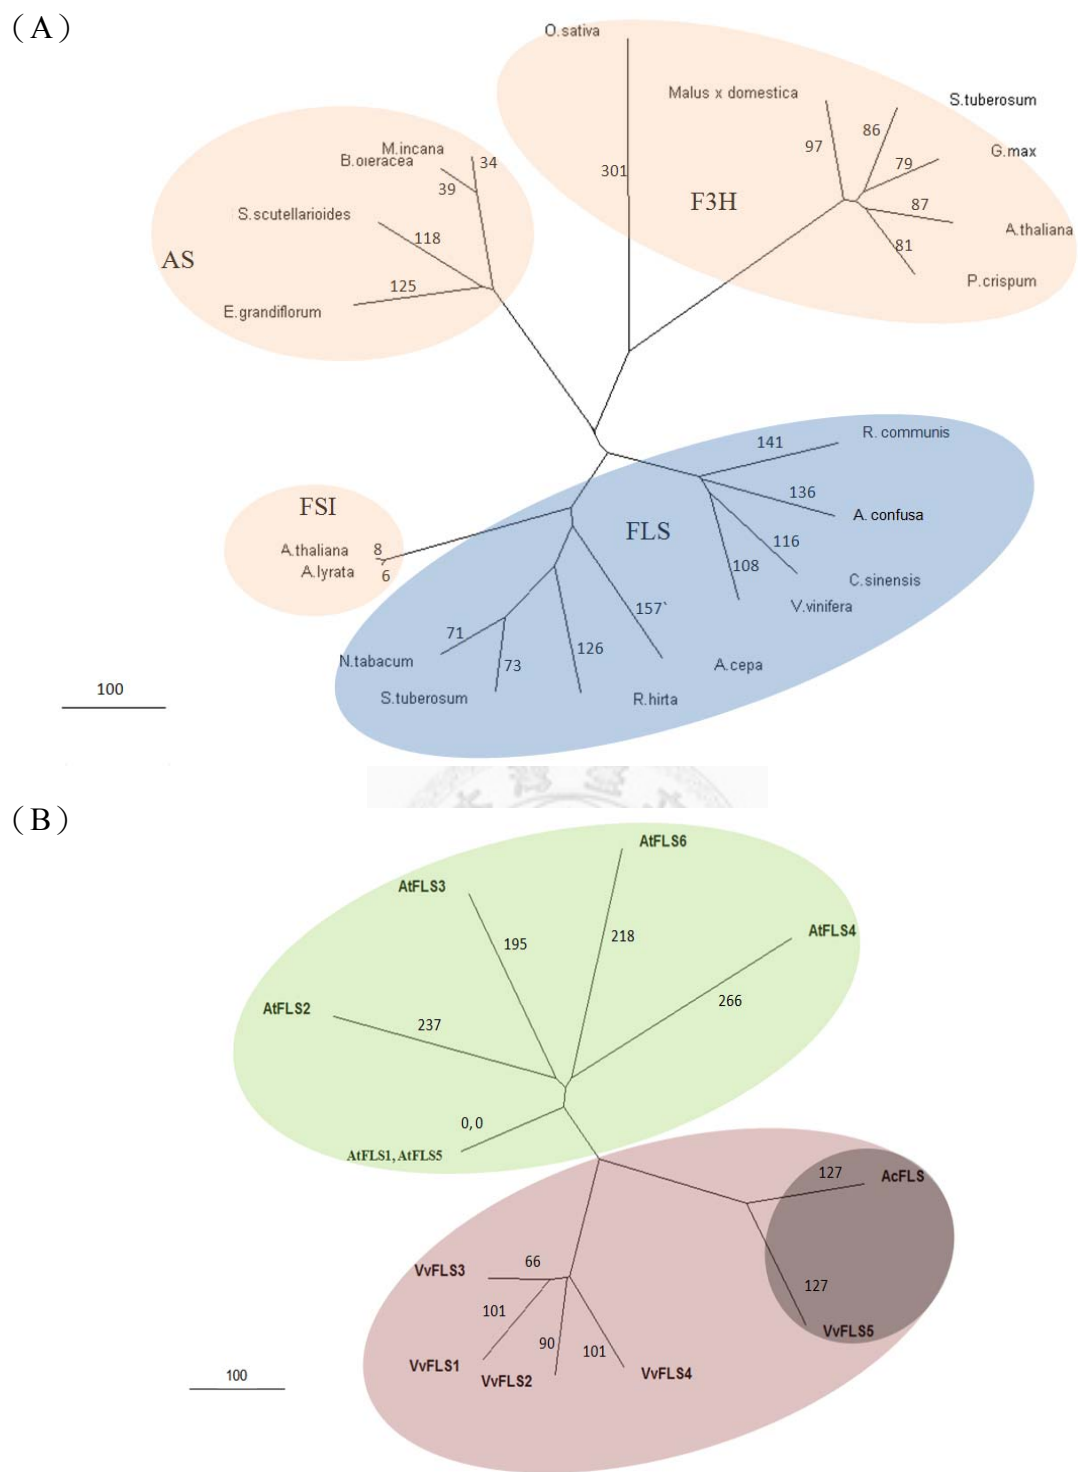 (A)
O.sativa
Malus x domestica
S.tuberosum
86
97
G.max
79
M.incana
34
B.oleracea
39
301
F3H
87
S.scutellarioides
118
A.thaliana
81
AS
P.crispum
125
E.grandiflorum
R. communis
141
136
A. confusa
FSI
FLS
116
A.thaliana
8
108
C.sinensis
A.lyrata
6
V.vinifera
157`
71
126
N.tabacum
73
A.cepa
S.tuberosum
R.hirta
100
(B)
AtFLS6
AtFLS3
195
218
AtFLS4
AtFLS2
237
266
0, 0
AtFLS1, AtFLS5
127
AcFLS
VvFLS3
66
127
101
90
101
VvFLS5
VvFLS1
VvFLS2
VvFLS4
100